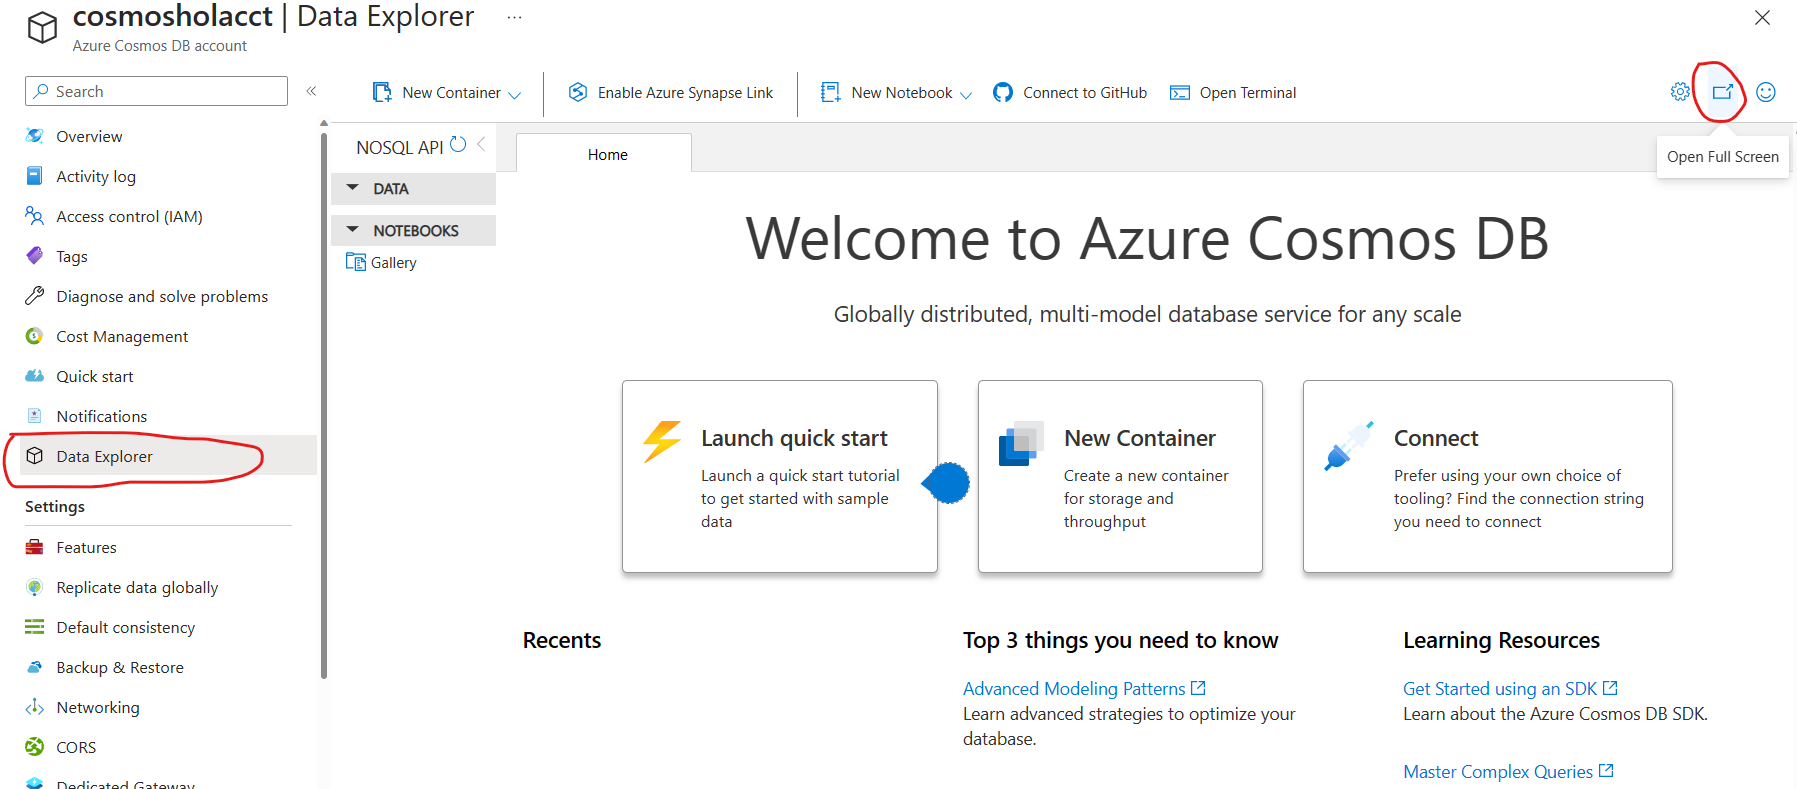 cosmosholacct | Data Explorer ...
Azure Cosmos DB account
Search
«
New Container
Enable Azure Synapse Link
New Notebook
Connect to GitHub
Open Terminal
Open Full Screen
Overview
Activity log
Access control (IAM)
Tags
Diagnose and solve problems
Cost Management
Quick start
Notifications
Data Explorer
Settings
Features
Replicate data globally
Default consistency
Backup & Restore
Networking
CORS
Dedicated Gateway
NOSQL API
DATA
NOTEBOOKS
Gallery
Home
Welcome to Azure Cosmos DB
Globally distributed, multi-model database service for any scale
Launch quick start
Launch a quick start tutorial
to get started with sample
data
New Container
Create a new container
for storage and
throughput
Connect
Prefer using your own choice of
tooling? Find the connection string
you need to connect
Recents
Top 3 things you need to know
Advanced Modeling Patterns
Learn advanced strategies to optimize your
database.
Learning Resources
Get Started using an SDK
Learn about the Azure Cosmos DB SDK.
Master Complex Queries